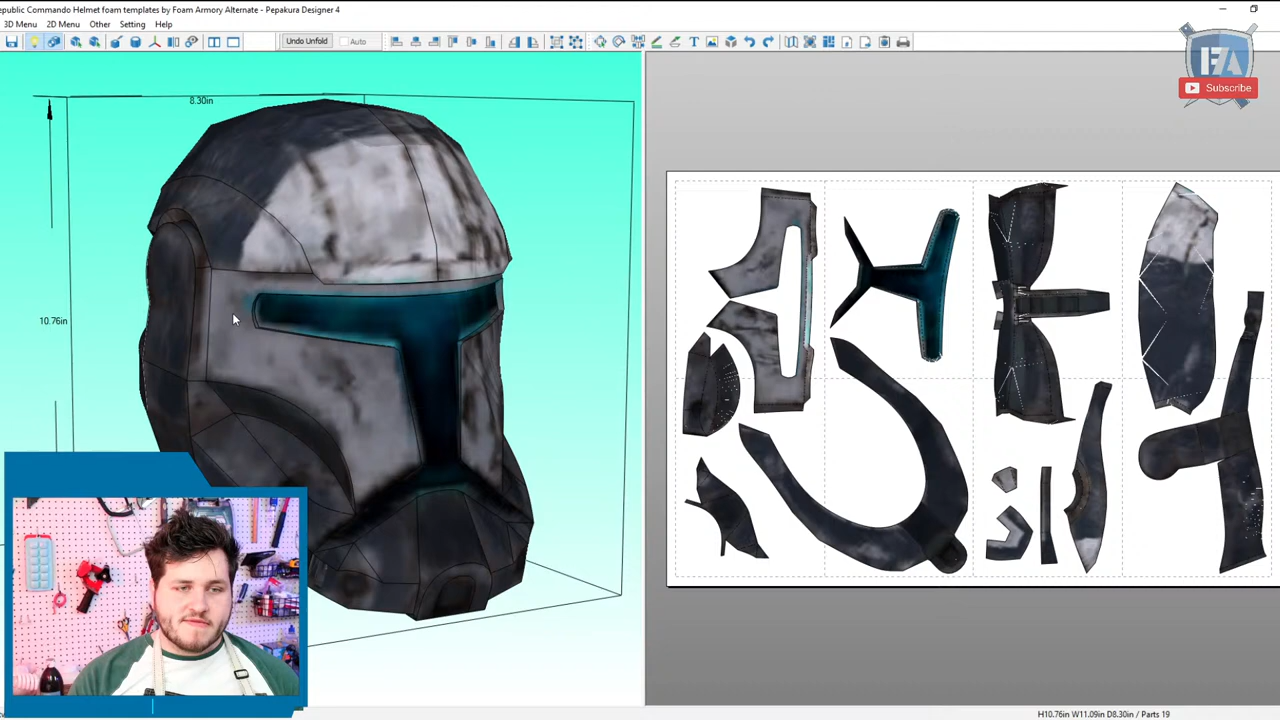 epublic Commando Helmet foam templates by Foam Armory Alternate - Pepakura Designer 4
3D Menu 2D Menu Other Setting Help
Undo Unfold Auto
FA
Subscribe
8.30in
10.76in
H10.76in W11.09in D8.30in / Parts 19